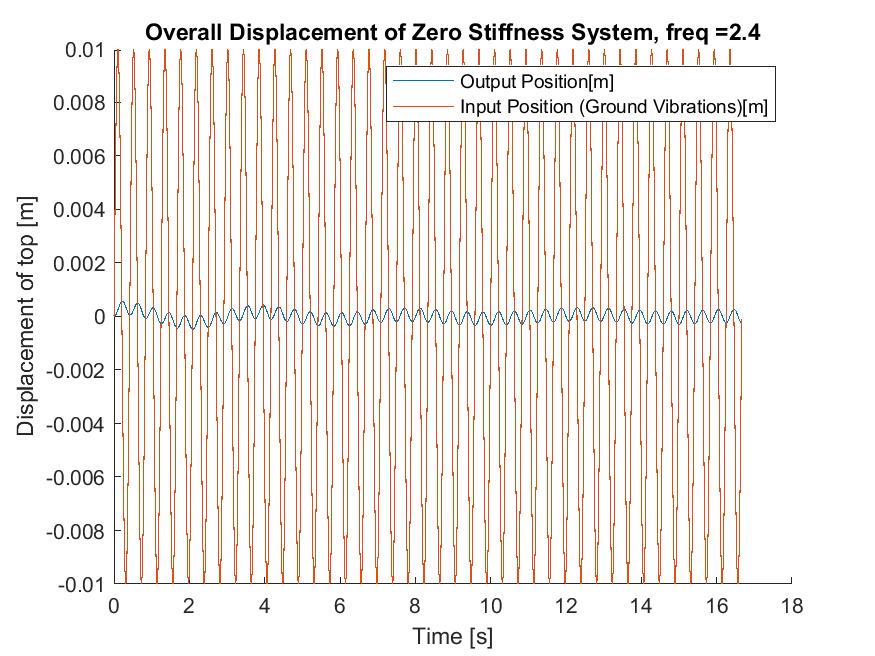 Overall Displacement of Zero Stiffness System, freq =2.4
0.01
0.008
0.006
0.004
0.002
0
-0.002
-0.004
-0.006
-0.008
-0.01
Displacement of top [m]
Output Position[m]
Input Position (Ground Vibrations)[m]
0 2 4 6 8 10 12 14 16 18
Time [s]